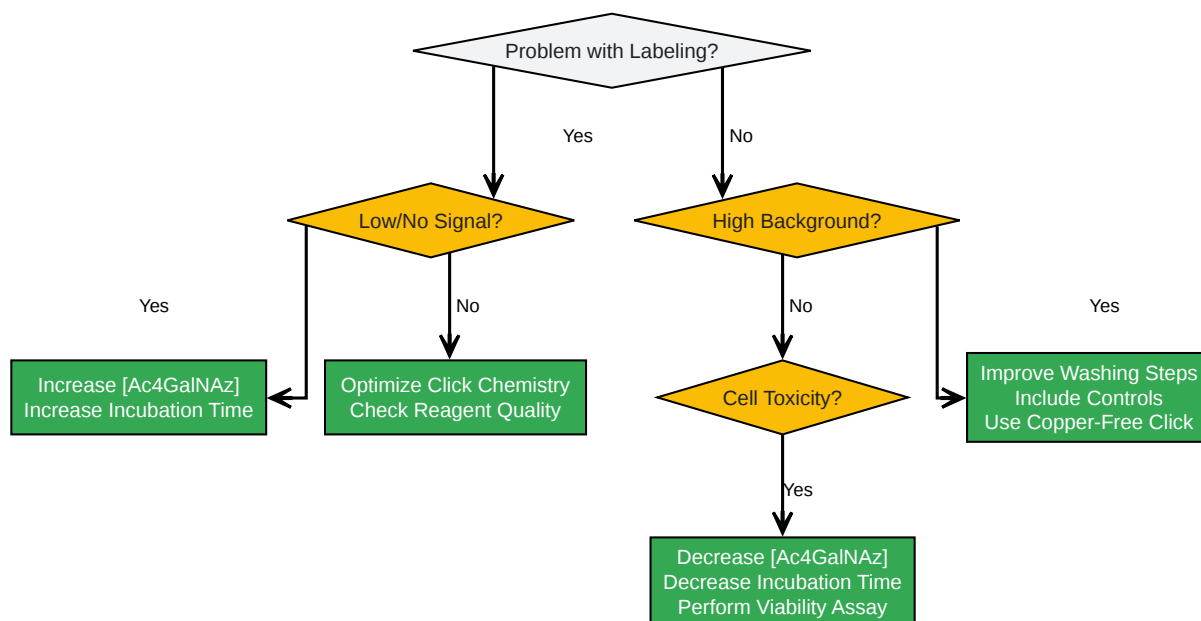 Problem with Labeling?
Yes
No
Low/No Signal?
High Background?
Yes
No
No
Yes
Increase [Ac4GalNAz]
Increase Incubation Time
Optimize Click Chemistry
Check Reagent Quality
Cell Toxicity?
Improve Washing Steps
Include Controls
Use Copper-Free Click
Yes
Decrease [Ac4GalNAz]
Decrease Incubation Time
Perform Viability Assay